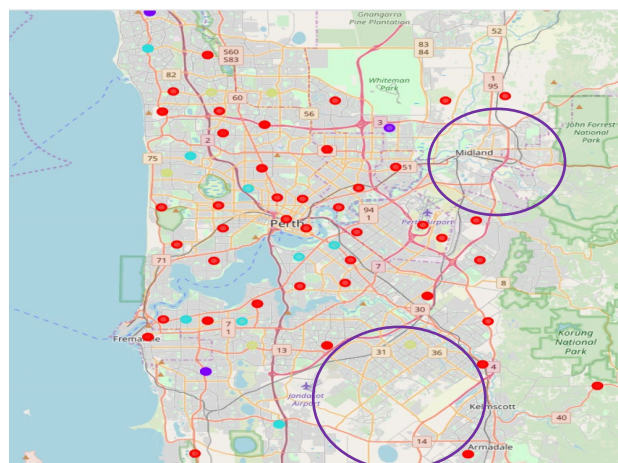 Gnangarra
Pine Plantation
52
83
84
S60
S83
82
Whiteman
Park
1
95
60
56
3
John Forrest
National
Park
2
75
Midland
51
94
1
Perth Airport
Perth
71
7
8
30
7
1
Fremantle
13
31
36
Korung
National
Park
4
Jandakot
Airport
Kelmscott
40
14
Armadale